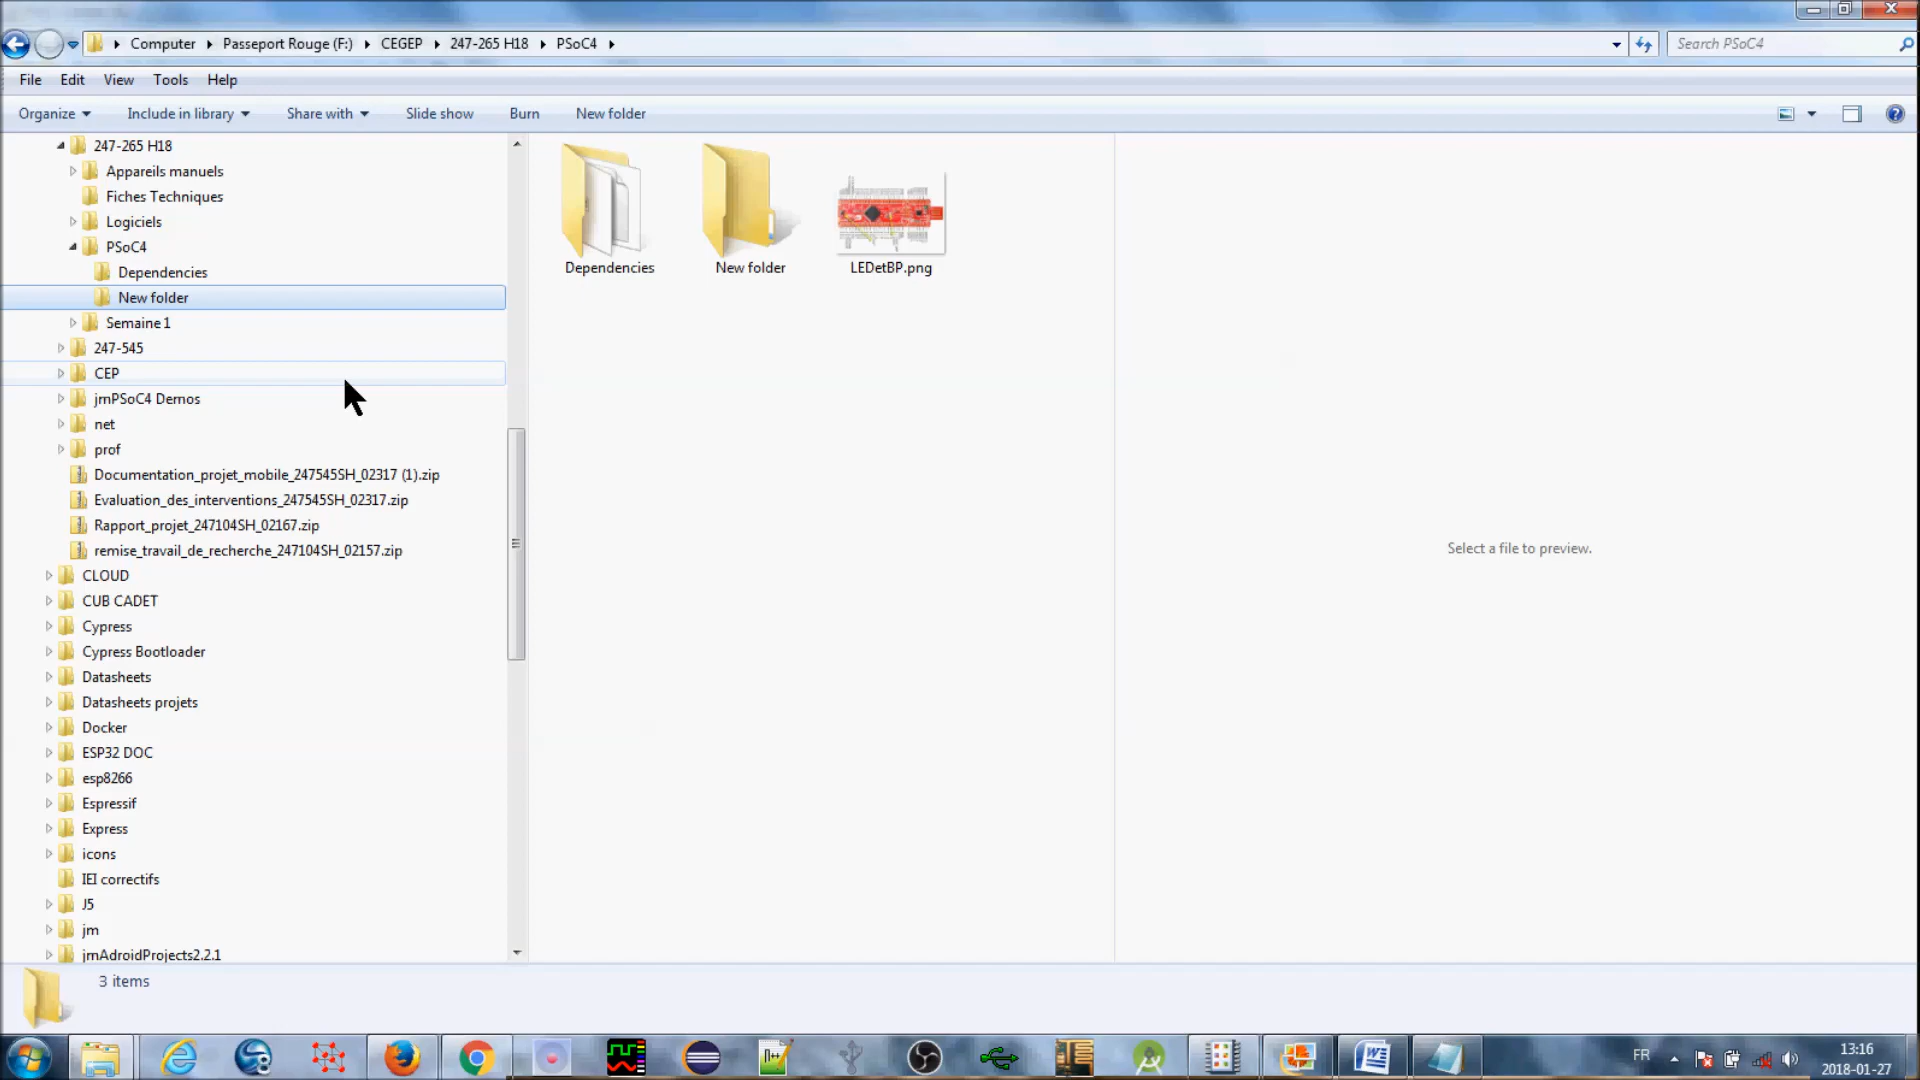 Computer Passeport Rouge (F:) CEGEP 247-265 H18 PSoC4
Search PSoC4
File Edit View Tools Help
Organize Include in library Share with Slide show Burn New folder
247-265 H18
Appareils manuels
Fiches Techniques
Logiciels
PSoC4
Dependencies
New folder
Semaine 1
247-545
CEP
jmPSoC4 Demos
net
prof
Documentation_projet_mobile_247545SH_02317 (1).zip
Evaluation_des_interventions_247545SH_02317.zip
Rapport_projet_247104SH_02167.zip
remise_travail_de_recherche_247104SH_02157.zip
CLOUD
CUB CADET
Cypress
Cypress Bootloader
Datasheets
Datasheets projets
Docker
ESP32 DOC
esp8266
Espressif
Express
icons
IEI correctifs
J5
jm
jmAdroidProjects2.2.1
Dependencies
New folder
LEDetBP.png
Select a file to preview.
3 items
FR
13:16
2018-01-27